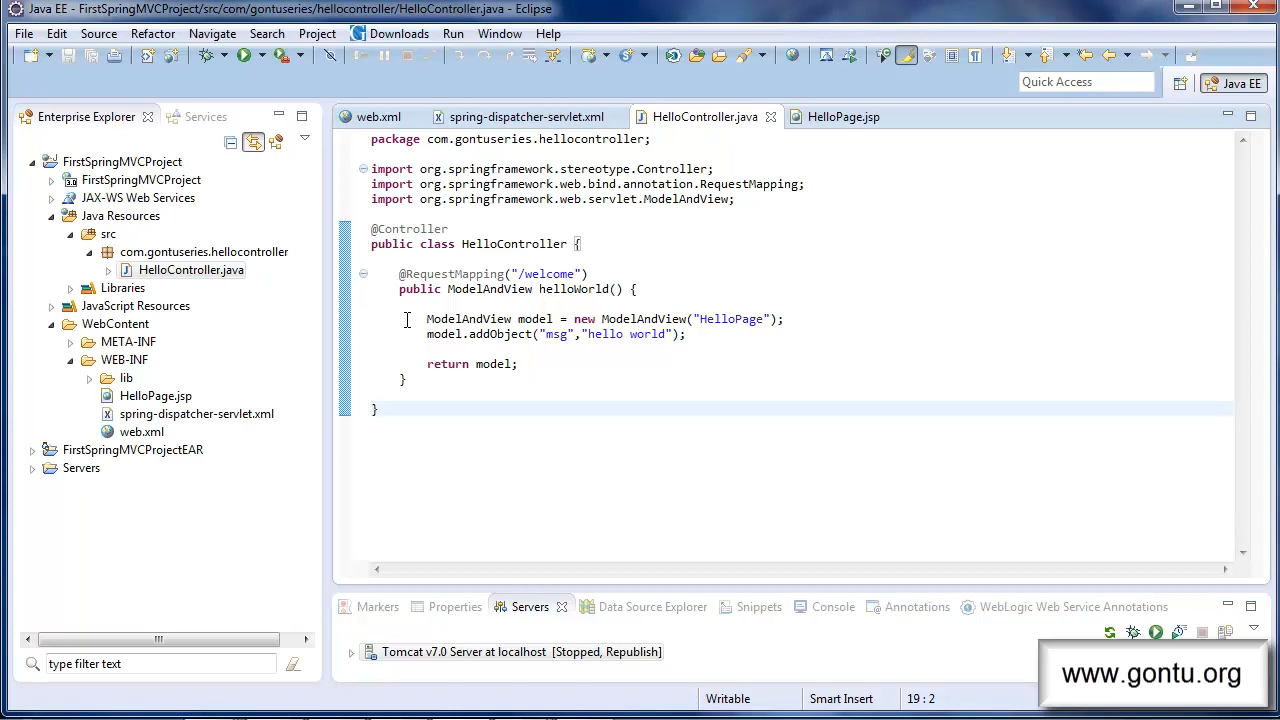 Java EE - FirstSpringMVCProject/src/com/gontuseries/hellocontroller/HelloController.java - Eclipse
File Edit Source Refactor Navigate Search Project Downloads Run Window Help
Quick Access
Java EE
Enterprise Explorer Services
web.xml spring-dispatcher-servlet.xml HelloController.java HelloPage.jsp
FirstSpringMVCProject
FirstSpringMVCProject
JAX-WS Web Services
Java Resources
src
com.gontuseries.hellocontroller
HelloController.java
Libraries
JavaScript Resources
WebContent
META-INF
WEB-INF
lib
HelloPage.jsp
spring-dispatcher-servlet.xml
web.xml
FirstSpringMVCProjectEAR
Servers
type filter text
package com.gontuseries.hellocontroller;
import org.springframework.stereotype.Controller;
import org.springframework.web.bind.annotation.RequestMapping;
import org.springframework.web.servlet.ModelAndView;
@Controller
public class HelloController {
@RequestMapping("/welcome")
public ModelAndView helloWorld() {
ModelAndView model = new ModelAndView("HelloPage");
model.addObject("msg","hello world");
return model;
}
}
Markers Properties Servers Data Source Explorer Snippets Console Annotations WebLogic Web Service Annotations
Tomcat v7.0 Server at localhost [Stopped, Republish]
www.gontu.org
Writable Smart Insert 19 : 2